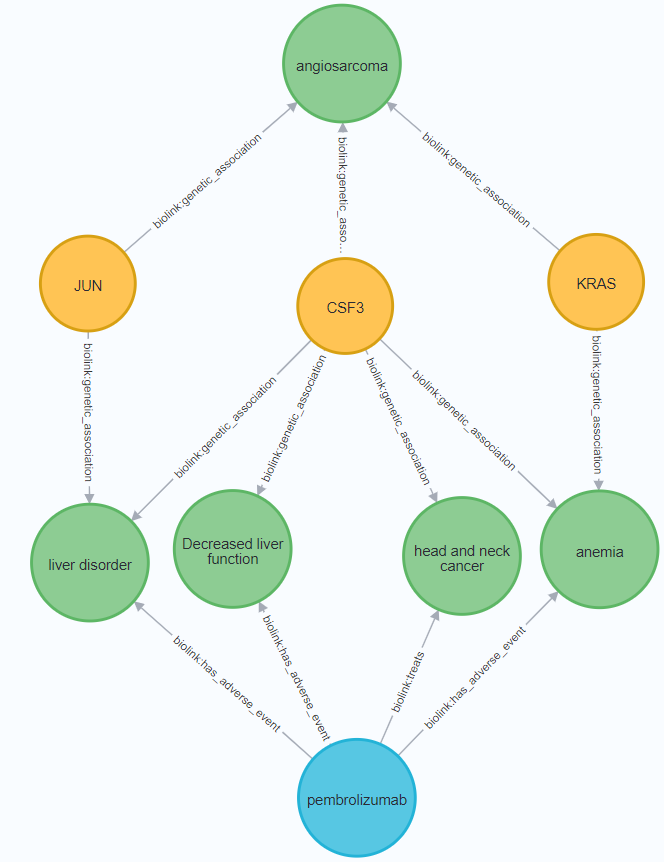 angiosarcoma
biolink:genetic_association
biolink:genetic_asso...
biolink:genetic_association
JUN
CSF3
KRAS
biolink:genetic_association
biolink:genetic_association
biolink:genetic_association
biolink:genetic_association
biolink:genetic_association
biolink:genetic_association
liver disorder
Decreased liver
function
head and neck
cancer
anemia
biolink:has_adverse_event
biolink:has_adverse_event
biolink:treats
biolink:has_adverse_event
pembrolizumab